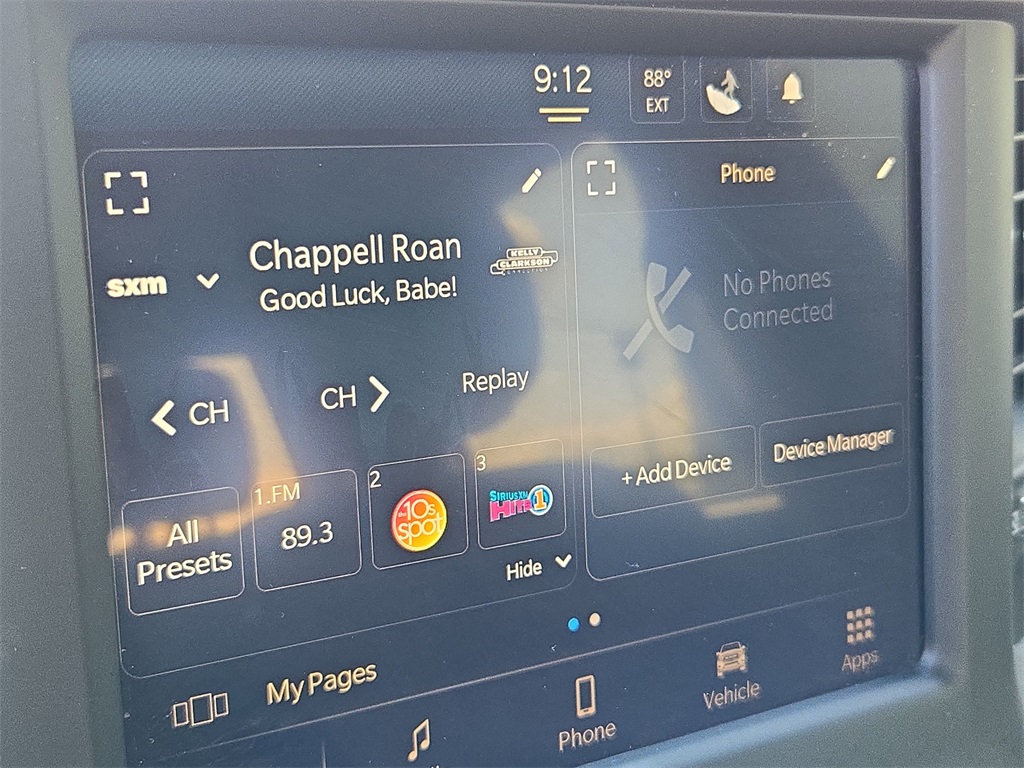 9:12
88°
EXT
Phone
Chappell Roan
Good Luck, Babe!
sxm
KELLY
CLARKSON
CONNECTION
No Phones
Connected
CH
CH
Replay
+ Add Device
Device Manager
All
Presets
1.FM
89.3
2
10s
spot
3
SIRIUSXM
HITS 1
Hide
My Pages
Phone
Vehicle
Apps